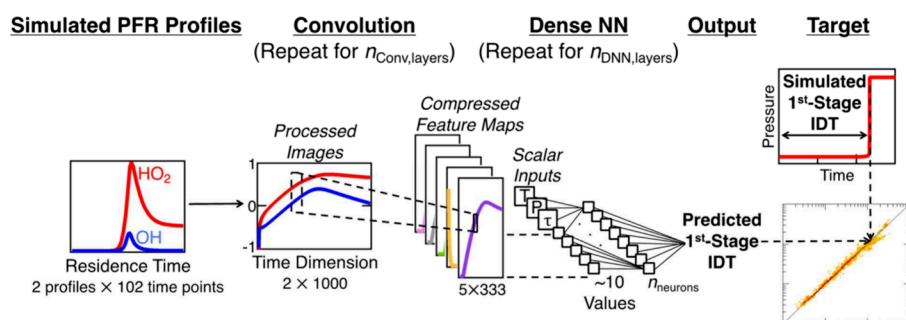 Simulated PFR Profiles
Convolution
(Repeat for nConv,layers)
Dense NN
(Repeat for nDNN,layers)
Output
Target
HO2
OH
Residence Time
2 profiles × 102 time points
Processed
Images
1
0
-1
Time Dimension
2 × 1000
Compressed
Feature Maps
5×333
Scalar
Inputs
T
P
τ
~10
Values
nneurons
Predicted
1st-Stage
IDT
Pressure
Simulated
1st-Stage
IDT
Time